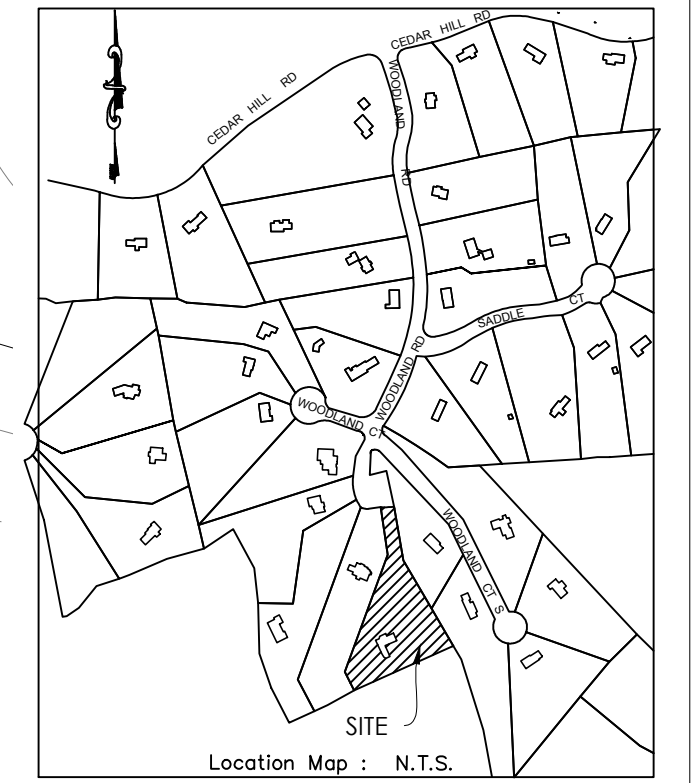 CEDAR HILL RD
CEDAR HILL RD
WOODLAND RD
SADDLE CT
WOODLAND RD
WOODLAND CT
WOODLAND CT S
SITE
Location Map : N.T.S.